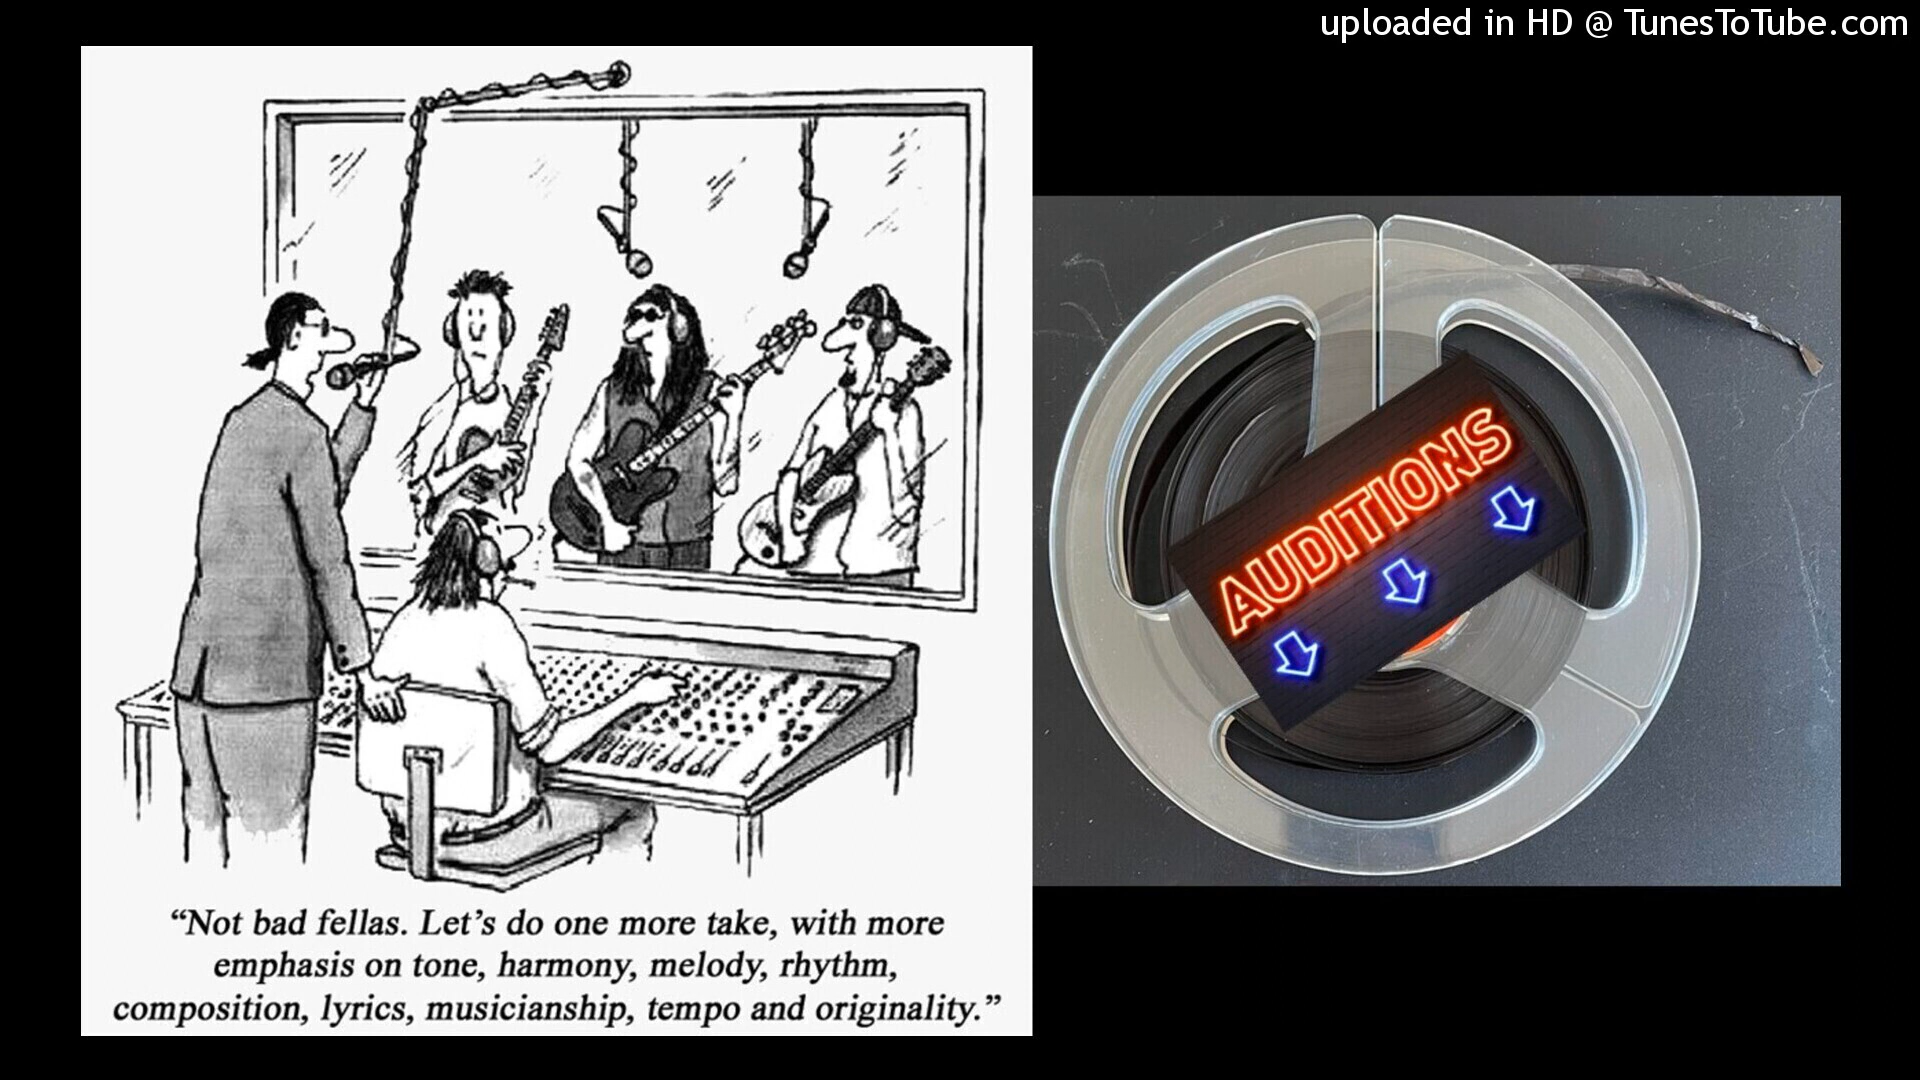 uploaded in HD @ TunesToTube.com
“Not bad fellas. Let’s do one more take, with more
emphasis on tone, harmony, melody, rhythm,
composition, lyrics, musicianship, tempo and originality.”
AUDITIONS